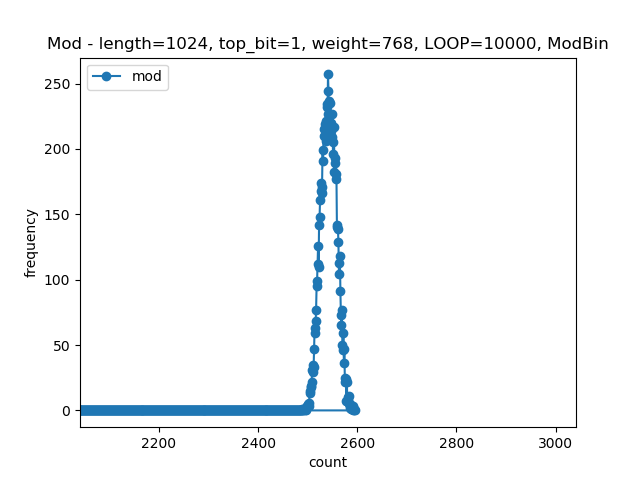 Mod - length=1024, top_bit=1, weight=768, LOOP=10000, ModBin
mod
250
200
150
100
50
0
frequency
2200 2400 2600 2800 3000
count